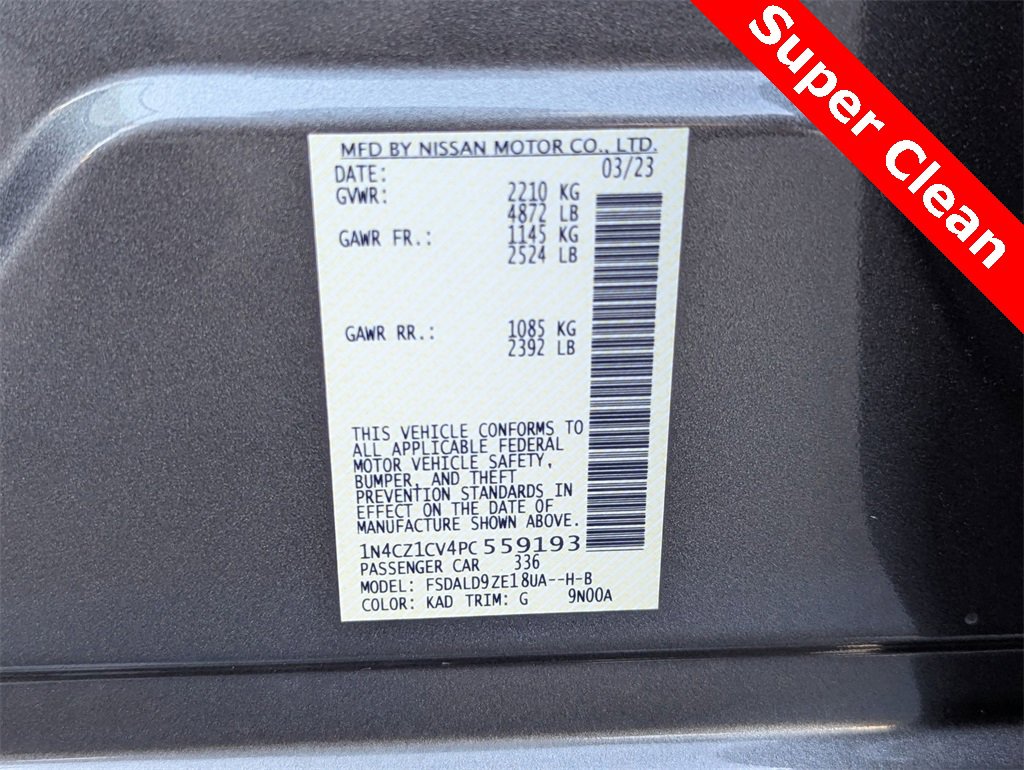 Super Clean
MFD BY NISSAN MOTOR CO., LTD.
DATE: 03/23
GVWR: 2210 KG
4872 LB
GAWR FR.: 1145 KG
2524 LB
GAWR RR.: 1085 KG
2392 LB
THIS VEHICLE CONFORMS TO
ALL APPLICABLE FEDERAL
MOTOR VEHICLE SAFETY,
BUMPER, AND THEFT
PREVENTION STANDARDS IN
EFFECT ON THE DATE OF
MANUFACTURE SHOWN ABOVE.
1N4CZ1CV4PC559193
PASSENGER CAR 336
MODEL: FSDALD9ZE18UA--H-B
COLOR: KAD TRIM: G 9N00A